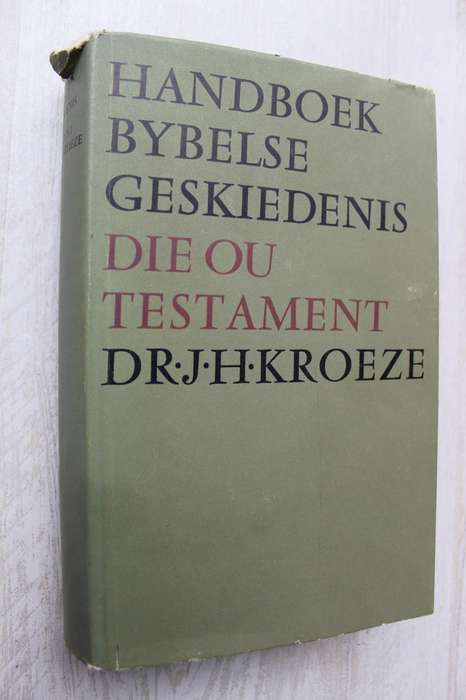 HANDBOEK
BYBELSE
GESKIEDENIS
DIE OU
TESTAMENT
DR·J·H·KROEZE